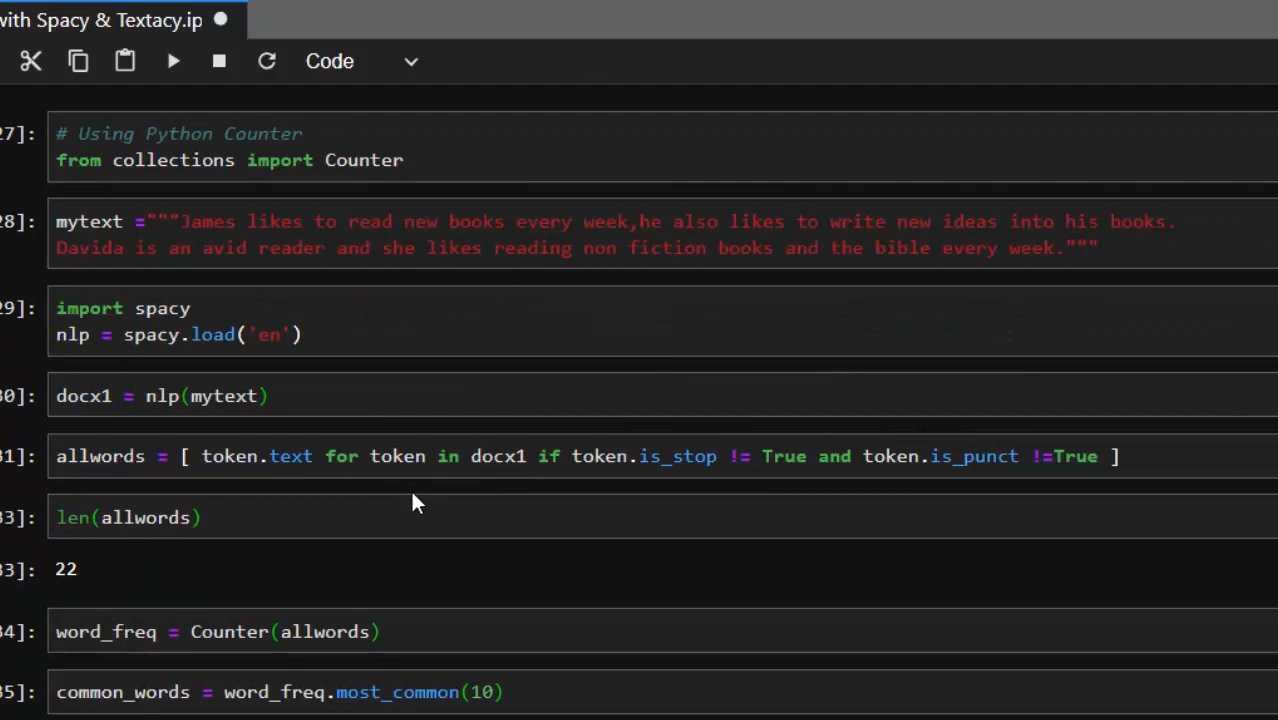 with Spacy & Textacy.ip
Code
27]:
# Using Python Counter
from collections import Counter
28]:
mytext ="""James likes to read new books every week,he also likes to write new ideas into his books.
Davida is an avid reader and she likes reading non fiction books and the bible every week."""
29]:
import spacy
nlp = spacy.load('en')
30]:
docx1 = nlp(mytext)
31]:
allwords = [ token.text for token in docx1 if token.is_stop != True and token.is_punct !=True ]
33]:
len(allwords)
33]:
22
34]:
word_freq = Counter(allwords)
35]:
common_words = word_freq.most_common(10)